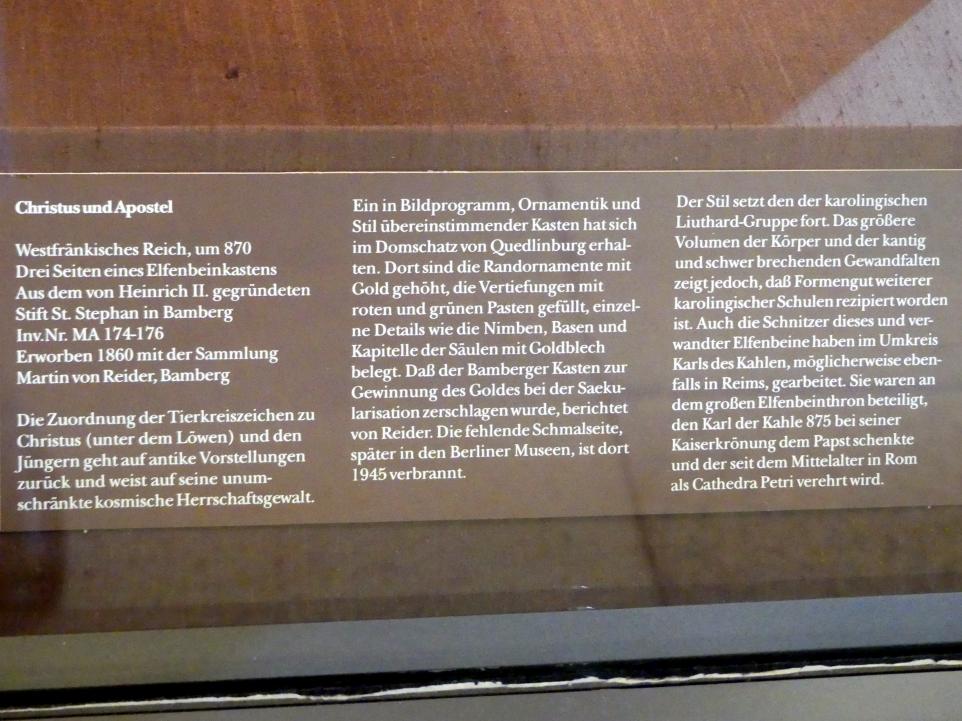 Christus und Apostel
Westfränkisches Reich, um 870
Drei Seiten eines Elfenbeinkastens
Aus dem von Heinrich II. gegründeten
Stift St. Stephan in Bamberg
Inv.Nr. MA 174-176
Erworben 1860 mit der Sammlung
Martin von Reider, Bamberg
Die Zuordnung der Tierkreiszeichen zu
Christus (unter dem Löwen) und den
Jüngern geht auf antike Vorstellungen
zurück und weist auf seine unum-
schränkte kosmische Herrschaftsgewalt.
Ein in Bildprogramm, Ornamentik und
Stil übereinstimmender Kasten hat sich
im Domschatz von Quedlinburg erhal-
ten. Dort sind die Randornamente mit
Gold gehöht, die Vertiefungen mit
roten und grünen Pasten gefüllt, einzel-
ne Details wie die Nimben, Basen und
Kapitelle der Säulen mit Goldblech
belegt. Daß der Bamberger Kasten zur
Gewinnung des Goldes bei der Saeku-
larisation zerschlagen wurde, berichtet
von Reider. Die fehlende Schmalseite,
später in den Berliner Museen, ist dort
1945 verbrannt.
Der Stil setzt den der karolingischen
Liuthard-Gruppe fort. Das größere
Volumen der Körper und der kantig
und schwer brechenden Gewandfalten
zeigt jedoch, daß Formengut weiterer
karolingischer Schulen rezipiert worden
ist. Auch die Schnitzer dieses und ver-
wandter Elfenbeine haben im Umkreis
Karls des Kahlen, möglicherweise eben-
falls in Reims, gearbeitet. Sie waren an
dem großen Elfenbeinthron beteiligt,
den Karl der Kahle 875 bei seiner
Kaiserkrönung dem Papst schenkte
und der seit dem Mittelalter in Rom
als Cathedra Petri verehrt wird.